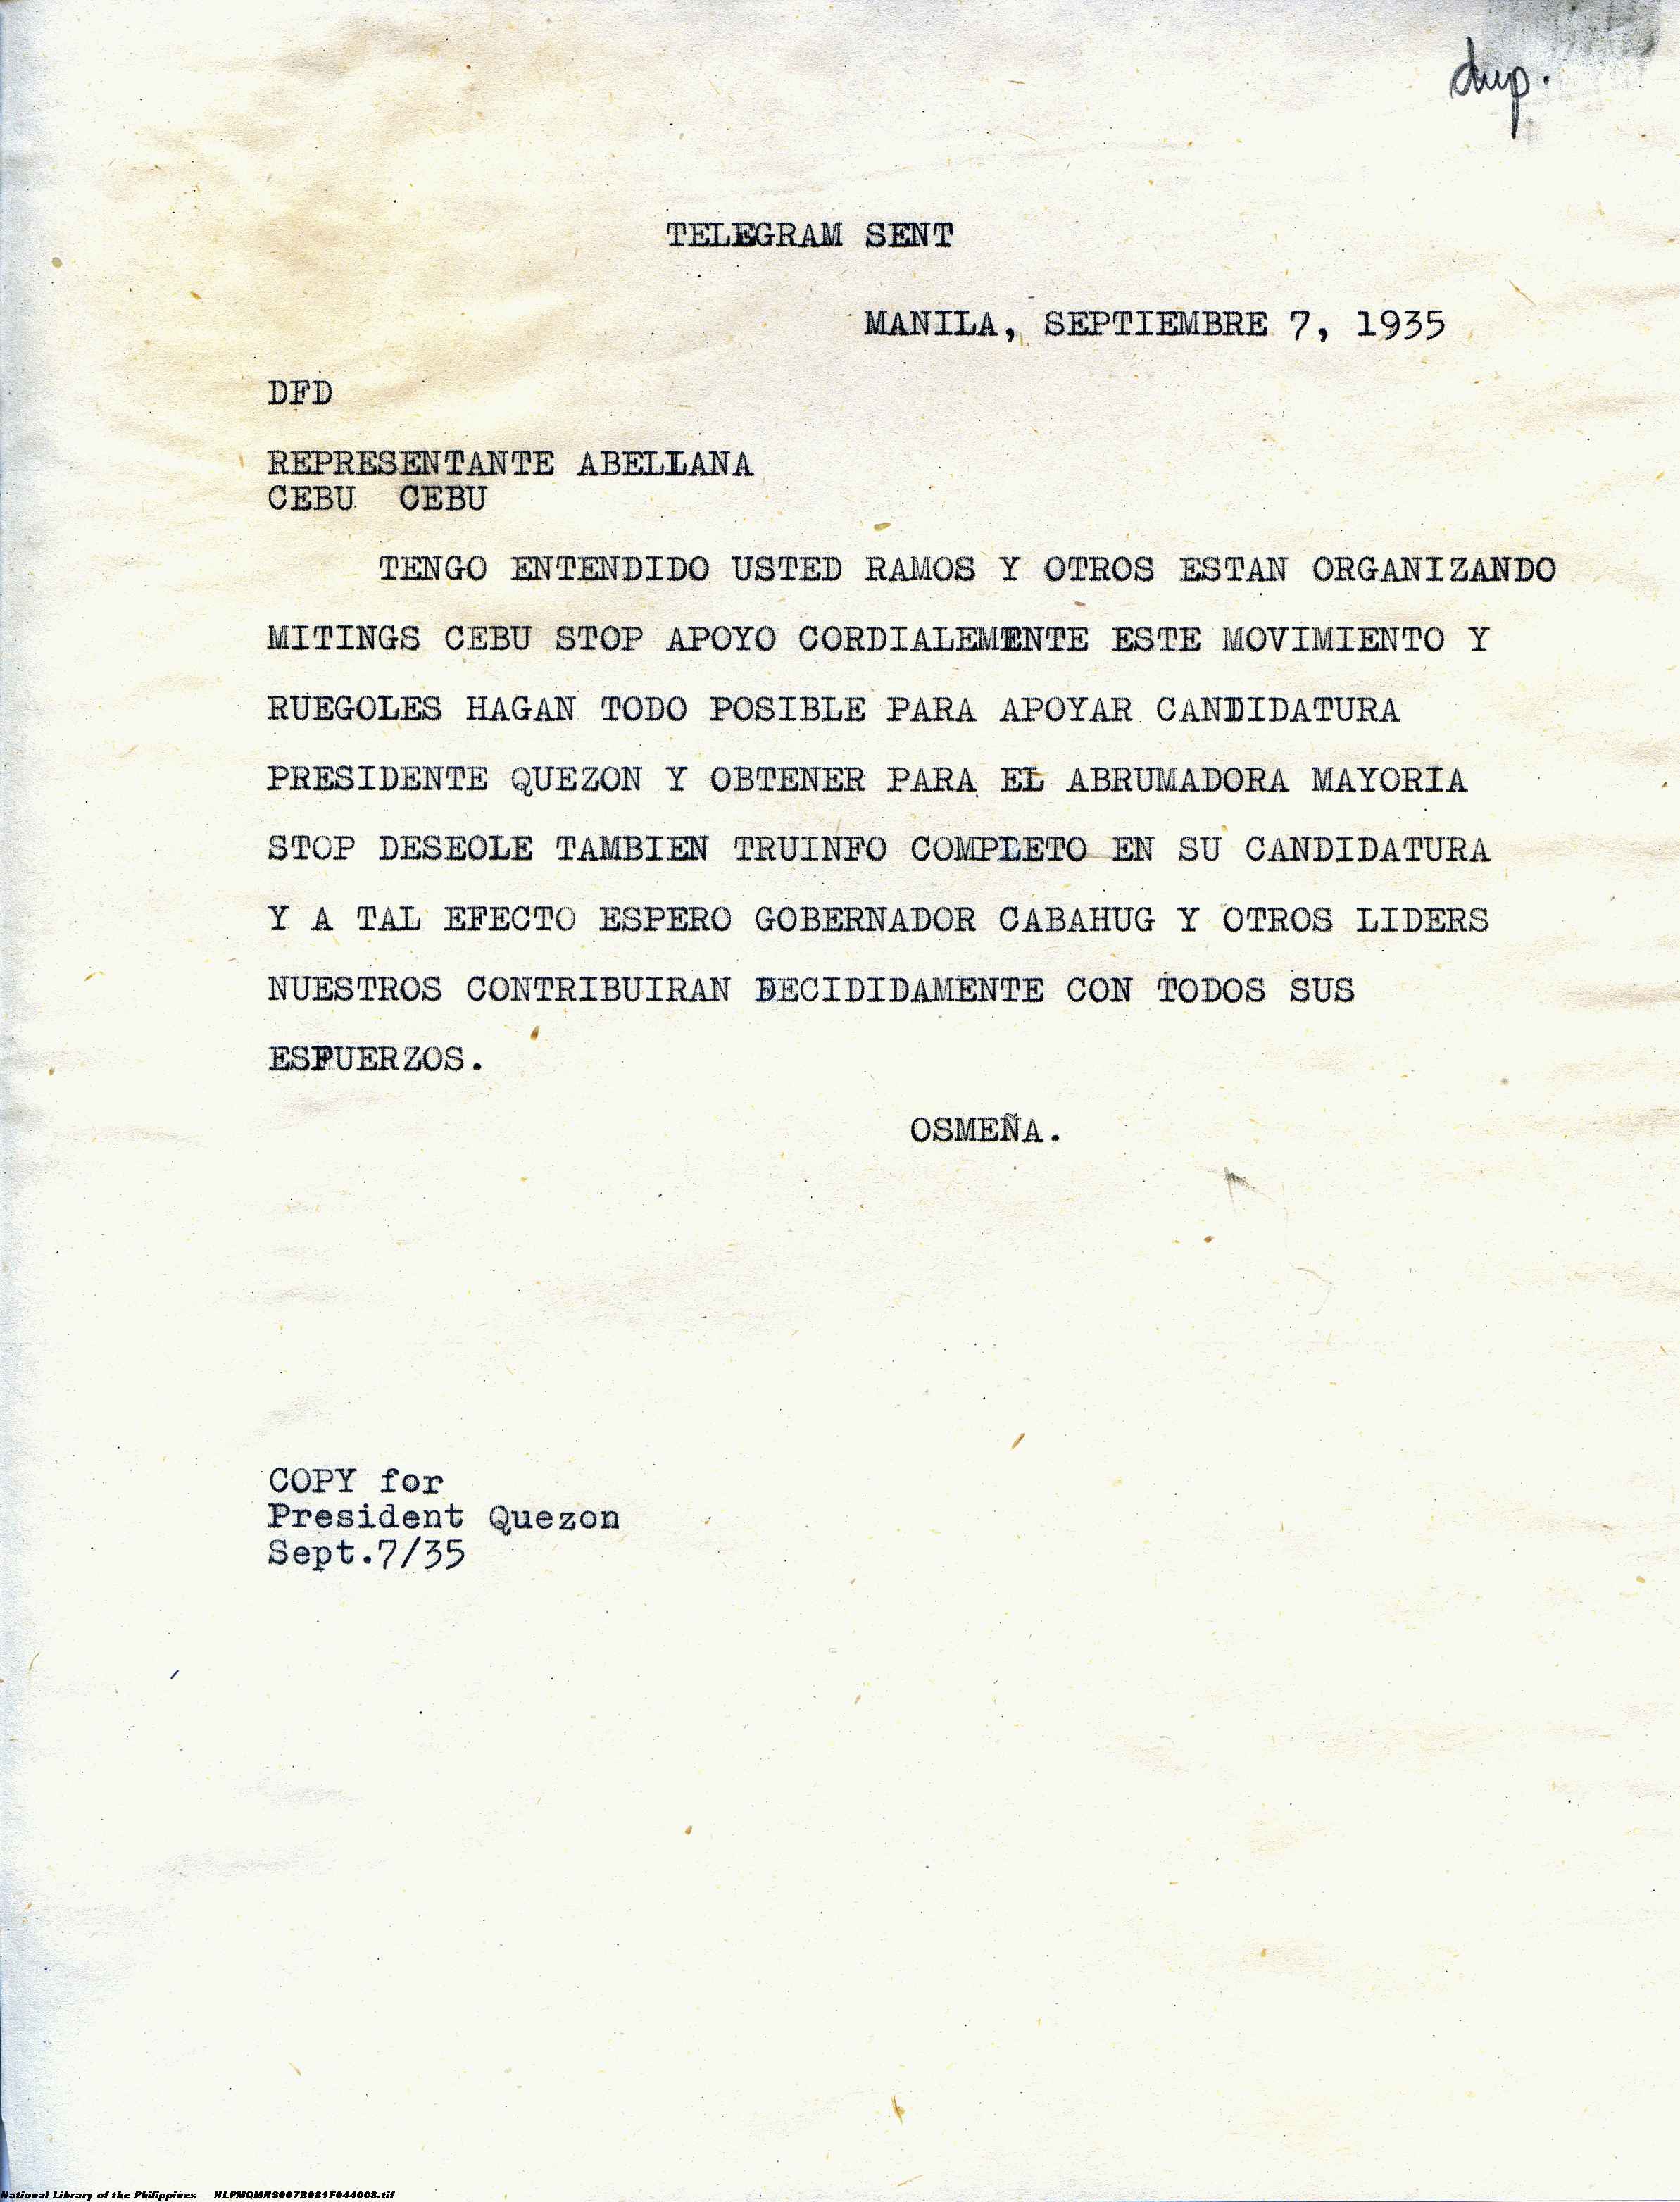 dup.
TELEGRAM SENT
MANILA, SEPTIEMBRE 7, 1935
DFD
REPRESENTANTE ABELLANA
CEBU CEBU
TENGO ENTENDIDO USTED RAMOS Y OTROS ESTAN ORGANIZANDO
MITINGS CEBU STOP APOYO CORDIALEMENTE ESTE MOVIMIENTO Y
RUEGOLES HAGAN TODO POSIBLE PARA APOYAR CANDIDATURA
PRESIDENTE QUEZON Y OBTENER PARA EL ABRUMADORA MAYORIA
STOP DESEOLE TAMBIEN TRUINFO COMPLETO EN SU CANDIDATURA
Y A TAL EFECTO ESPERO GOBERNADOR CABAHUG Y OTROS LIDERS
NUESTROS CONTRIBUIRAN DECIDIDAMENTE CON TODOS SUS
ESFUERZOS.
OSMEÑA.
COPY for
President Quezon
Sept.7/35
National Library of the Philippines NLPMQMNS007B081F044003.tif